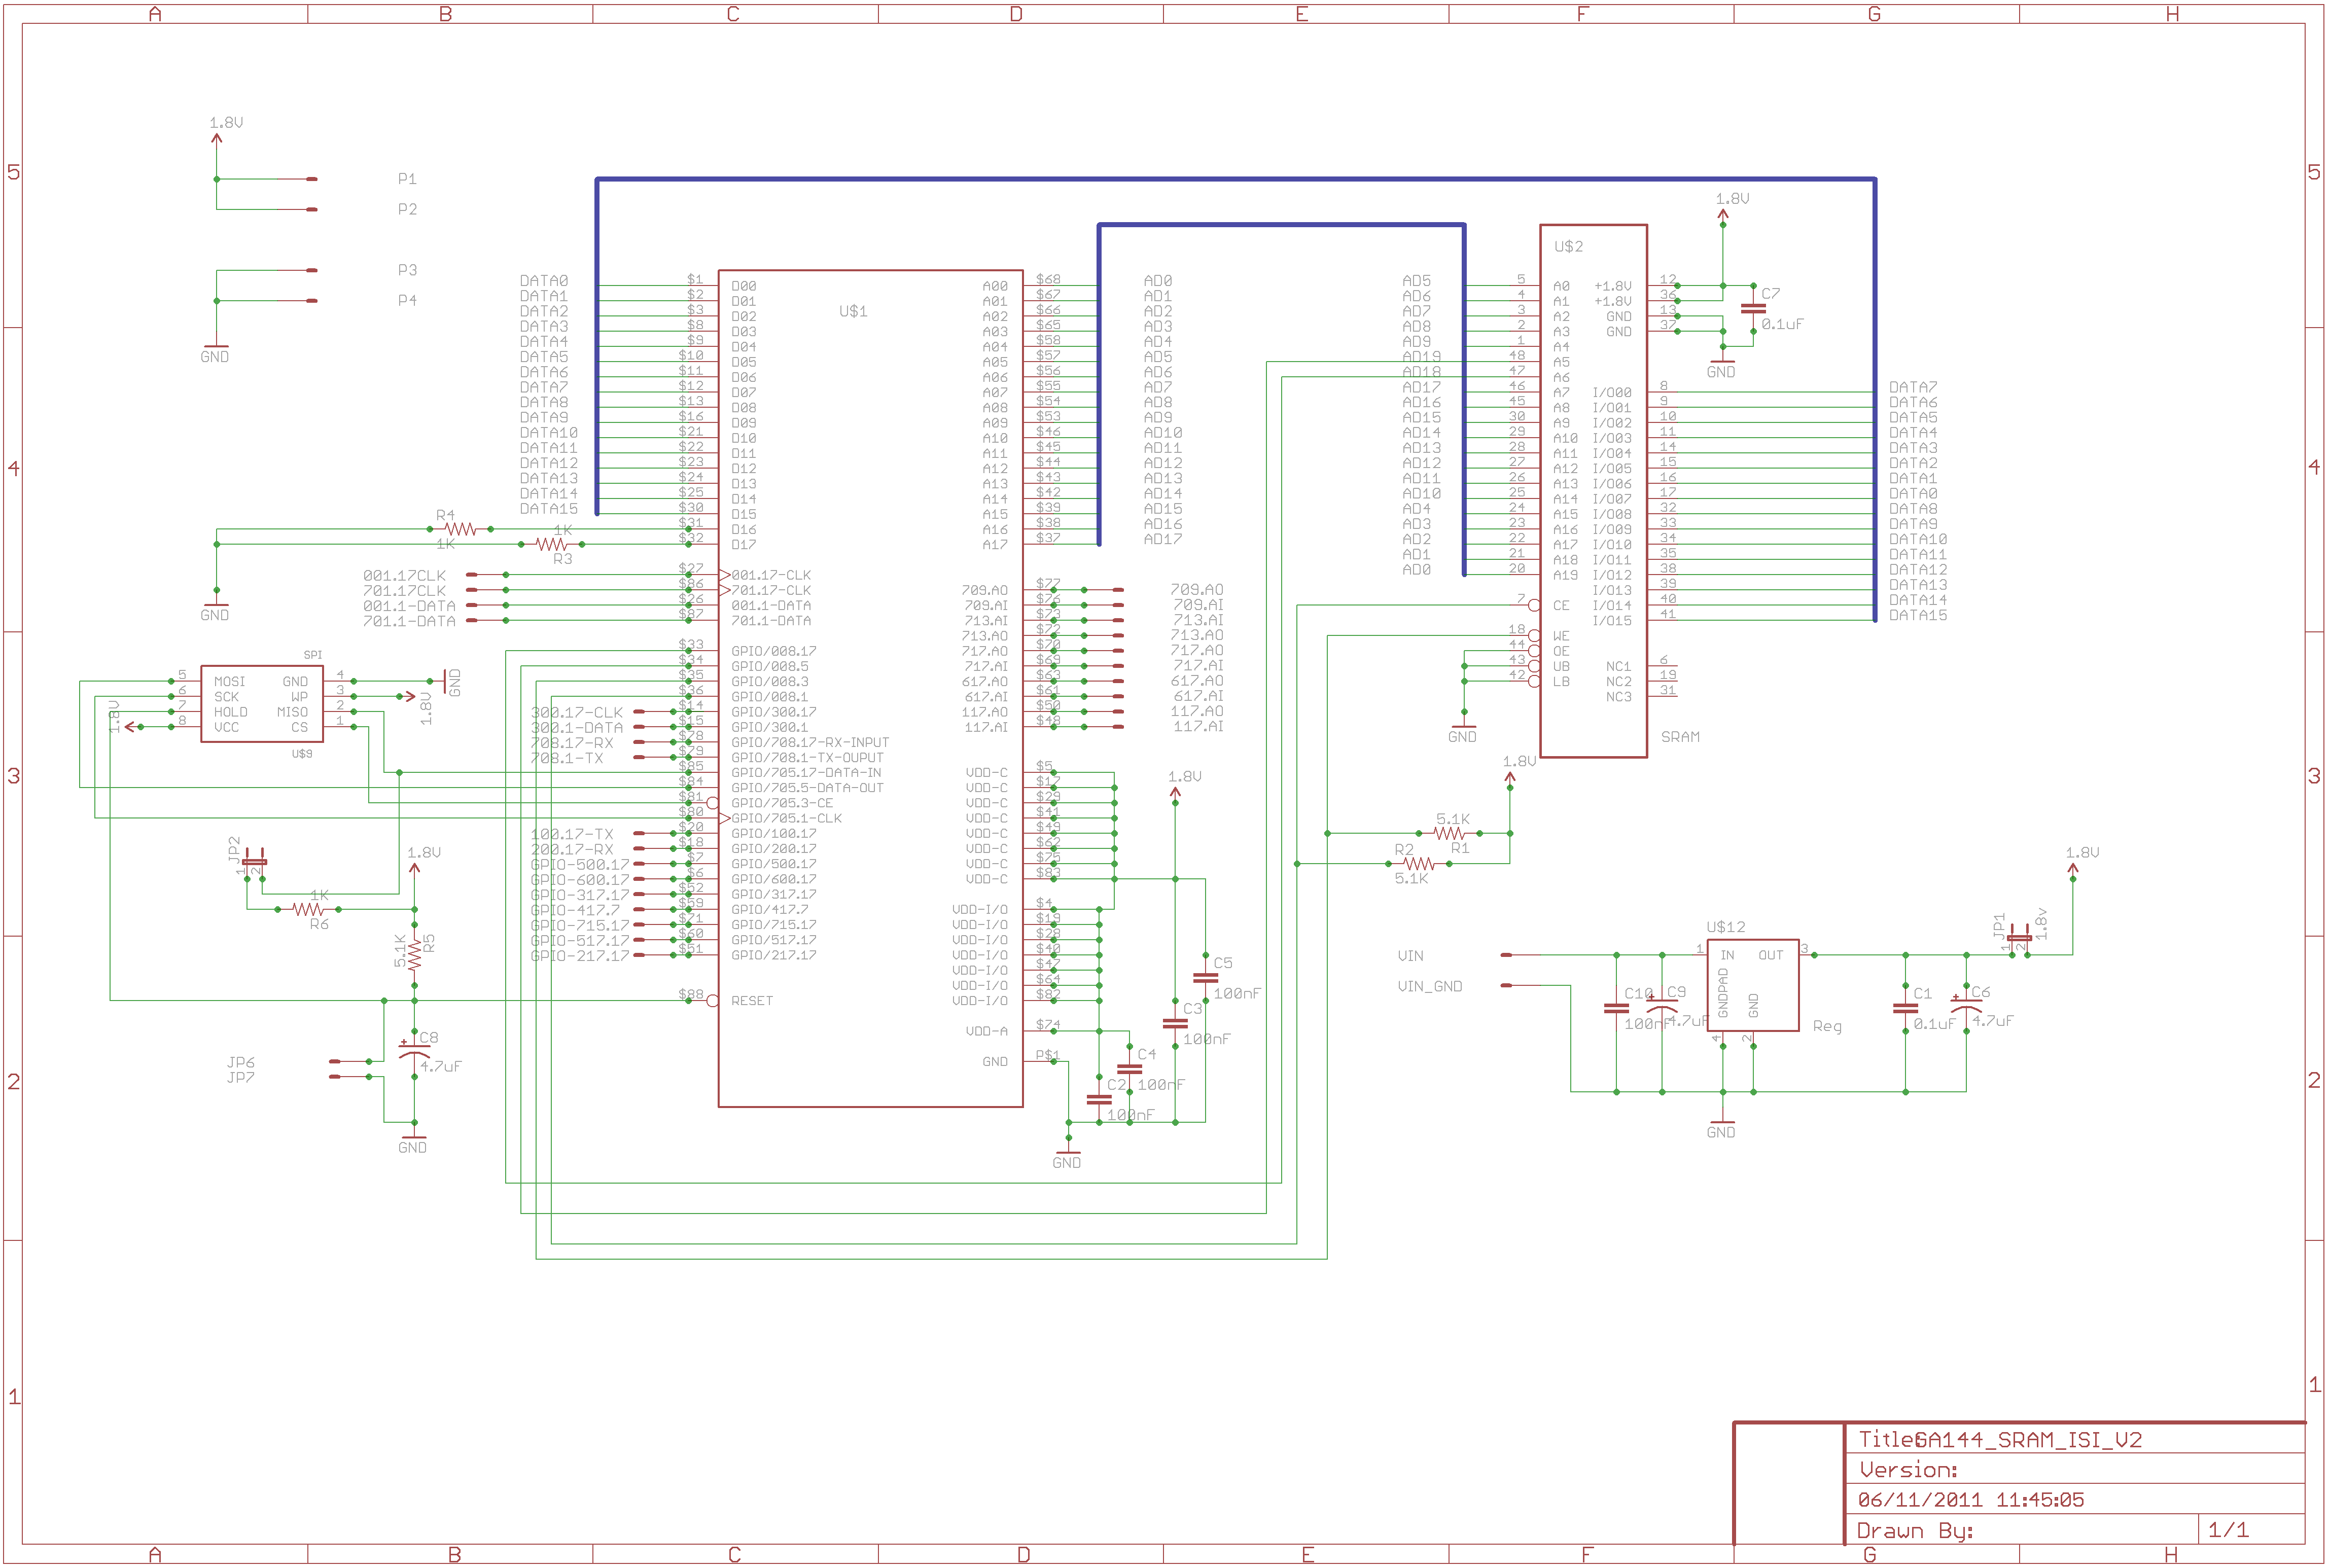 A B C D E F G H
5 5
4 4
3 3
2 2
1 1
1.8V
P1
P2
P3
P4
GND
DATA0
DATA1
DATA2
DATA3
DATA4
DATA5
DATA6
DATA7
DATA8
DATA9
DATA10
DATA11
DATA12
DATA13
DATA14
DATA15
R4
1K
1K
R3
GND
001.17CLK
701.17CLK
001.1-DATA
701.1-DATA
U$1
$1 D00
$2 D01
$3 D02
$8 D03
$9 D04
$10 D05
$11 D06
$12 D07
$13 D08
$16 D09
$21 D10
$22 D11
$23 D12
$24 D13
$25 D14
$30 D15
$31 D16
$32 D17
$27 001.17-CLK
$86 701.17-CLK
$26 001.1-DATA
$87 701.1-DATA
$33 GPIO/008.17
$34 GPIO/008.5
$35 GPIO/008.3
$36 GPIO/008.1
300.17-CLK $14 GPIO/300.17
300.1-DATA $15 GPIO/300.1
708.17-RX $78 GPIO/708.17-RX-INPUT
708.1-TX $79 GPIO/708.1-TX-OUPUT
$85 GPIO/705.17-DATA-IN
$84 GPIO/705.5-DATA-OUT
$81 GPIO/705.3-CE
$80 GPIO/705.1-CLK
100.17-TX $20 GPIO/100.17
200.17-RX $18 GPIO/200.17
GPIO-500.17 $7 GPIO/500.17
GPIO-600.17 $6 GPIO/600.17
GPIO-317.17 $52 GPIO/317.17
GPIO-417.7 $59 GPIO/417.7
GPIO-715.17 $71 GPIO/715.17
GPIO-517.17 $60 GPIO/517.17
GPIO-217.17 $51 GPIO/217.17
$88 RESET
A00 $68 AD0
A01 $67 AD1
A02 $66 AD2
A03 $65 AD3
A04 $58 AD4
A05 $57 AD5
A06 $56 AD6
A07 $55 AD7
A08 $54 AD8
A09 $53 AD9
A10 $46 AD10
A11 $45 AD11
A12 $44 AD12
A13 $43 AD13
A14 $42 AD14
A15 $39 AD15
A16 $38 AD16
A17 $37 AD17
709.AO $77 709.AO
709.AI $76 709.AI
713.AI $73 713.AI
713.AO $72 713.AO
717.AO $70 717.AO
717.AI $69 717.AI
617.AO $63 617.AO
617.AI $61 617.AI
117.AO $50 117.AO
117.AI $48 117.AI
VDD-C $5
VDD-C $17
VDD-C $29
VDD-C $41
VDD-C $49
VDD-C $62
VDD-C $75
VDD-C $83
VDD-I/O $4
VDD-I/O $19
VDD-I/O $28
VDD-I/O $40
VDD-I/O $47
VDD-I/O $64
VDD-I/O $82
VDD-A $74
GND P$1
1.8V
C5
100nF
C3
100nF
C4
100nF
C2
100nF
GND
SPI
5 MOSI GND 4
6 SCK WP 3
7 HOLD MISO 2
8 VCC CS 1
U$9
1.8V
GND
1.8V
JP2
1 2
1K
R6
1.8V
5.1K
R5
C8
4.7uF
JP6
JP7
GND
U$2
AD5 5 A0
AD6 4 A1
AD7 3 A2
AD8 2 A3
AD9 1 A4
AD19 48 A5
AD18 47 A6
AD17 46 A7
AD16 45 A8
AD15 30 A9
AD14 29 A10
AD13 28 A11
AD12 27 A12
AD11 26 A13
AD10 25 A14
AD4 24 A15
AD3 23 A16
AD2 22 A17
AD1 21 A18
AD0 20 A19
7 CE
18 WE
44 OE
43 UB
42 LB
GND
1.8V
+1.8V 12
+1.8V 36
GND 13
GND 37
C7
0.1uF
GND
I/O00 8 DATA7
I/O01 9 DATA6
I/O02 10 DATA5
I/O03 11 DATA4
I/O04 14 DATA3
I/O05 15 DATA2
I/O06 16 DATA1
I/O07 17 DATA0
I/O08 32 DATA8
I/O09 33 DATA9
I/O10 34 DATA10
I/O11 35 DATA11
I/O12 38 DATA12
I/O13 39 DATA13
I/O14 40 DATA14
I/O15 41 DATA15
NC1 6
NC2 19
NC3 31
SRAM
1.8V
5.1K
R1
R2
5.1K
VIN
VIN_GND
C10
100nF
C9
4.7uF
U$12
1 IN OUT 3
GNDPAD GND
4 2
Reg
GND
C1
0.1uF
C6
4.7uF
JP1
1 2
1.8v
1.8V
Title:GA144_SRAM_ISI_V2
Version:
06/11/2011 11:45:05
Drawn By:
1/1
A B C D E F G H